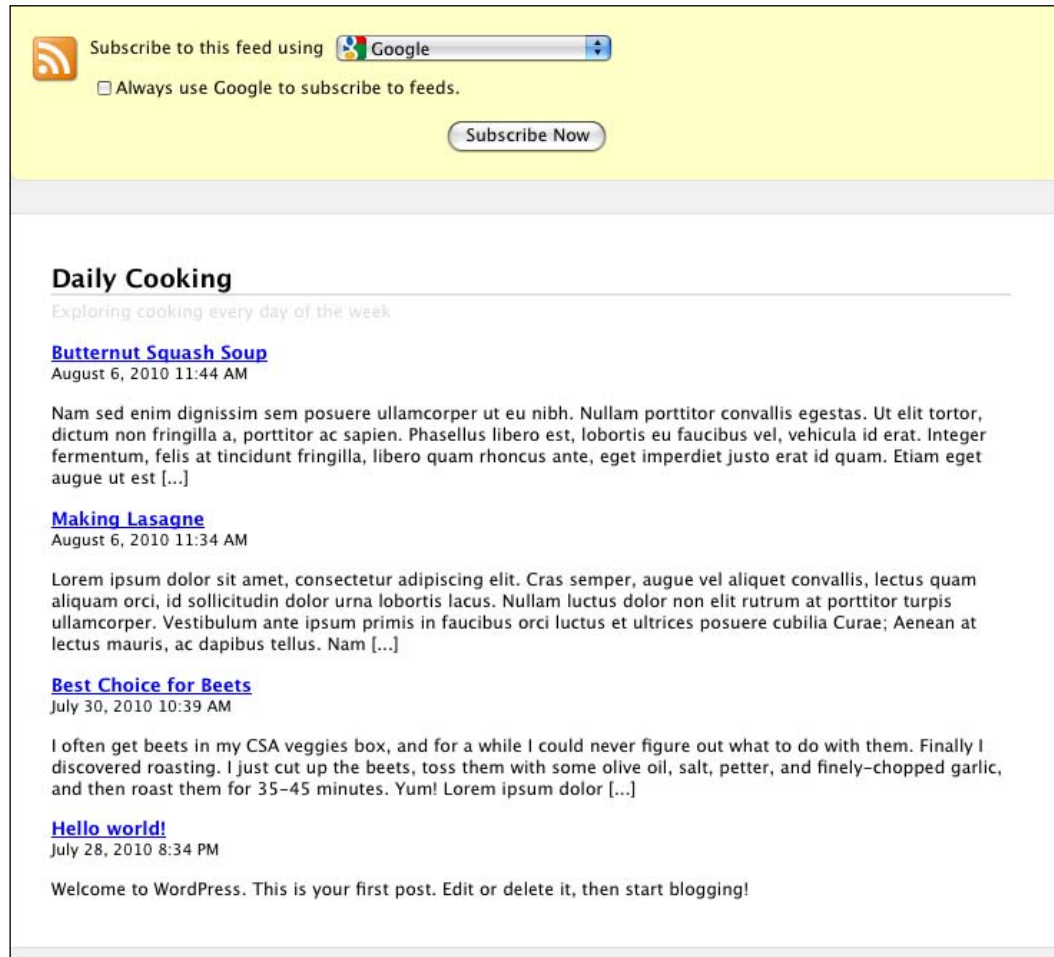 Subscribe to this feed using Google
Always use Google to subscribe to feeds.
Subscribe Now
Daily Cooking
Exploring cooking every day of the week
Butternut Squash Soup
August 6, 2010 11:44 AM
Nam sed enim dignissim sem posuere ullamcorper ut eu nibh. Nullam porttitor convallis egestas. Ut elit tortor,
dictum non fringilla a, porttitor ac sapien. Phasellus libero est, lobortis eu faucibus vel, vehicula id erat. Integer
fermentum, felis at tincidunt fringilla, libero quam rhoncus ante, eget imperdiet justo erat id quam. Etiam eget
augue ut est [...]
Making Lasagne
August 6, 2010 11:34 AM
Lorem ipsum dolor sit amet, consectetur adipiscing elit. Cras semper, augue vel aliquet convallis, lectus quam
aliquam orci, id sollicitudin dolor urna lobortis lacus. Nullam luctus dolor non elit rutrum at porttitor turpis
ullamcorper. Vestibulum ante ipsum primis in faucibus orci luctus et ultrices posuere cubilia Curae; Aenean at
lectus mauris, ac dapibus tellus. Nam [...]
Best Choice for Beets
July 30, 2010 10:39 AM
I often get beets in my CSA veggies box, and for a while I could never figure out what to do with them. Finally I
discovered roasting. I just cut up the beets, toss them with some olive oil, salt, petter, and finely-chopped garlic,
and then roast them for 35-45 minutes. Yum! Lorem ipsum dolor [...]
Hello world!
July 28, 2010 8:34 PM
Welcome to WordPress. This is your first post. Edit or delete it, then start blogging!